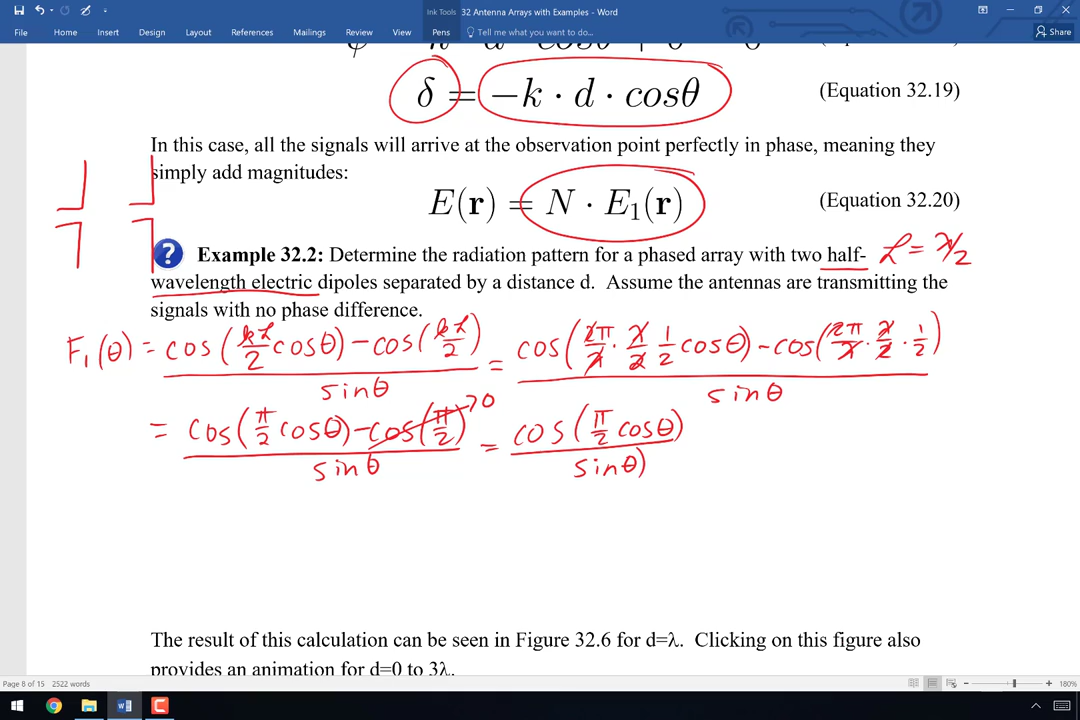 Ink Tools 32 Antenna Arrays with Examples - Word
File Home Insert Design Layout References Mailings Review View Pens Tell me what you want to do... Share
δ = −k · d · cosθ (Equation 32.19)
In this case, all the signals will arrive at the observation point perfectly in phase, meaning they
simply add magnitudes:
E(r) = N · E₁(r) (Equation 32.20)
? Example 32.2: Determine the radiation pattern for a phased array with two half- L = λ/2
wavelength electric dipoles separated by a distance d. Assume the antennas are transmitting the
signals with no phase difference.
F₁(θ) = cos(kL/2 cosθ) - cos(kL/2) / sinθ = cos(2π/λ · λ/2 · 1/2 cosθ) - cos(2π/λ · λ/2 · 1/2) / sinθ
= cos(π/2 cosθ) - cos(π/2) →0 / sinθ = cos(π/2 cosθ) / sinθ)
The result of this calculation can be seen in Figure 32.6 for d=λ. Clicking on this figure also
provides an animation for d=0 to 3λ.
Page 8 of 15 2522 words 180%